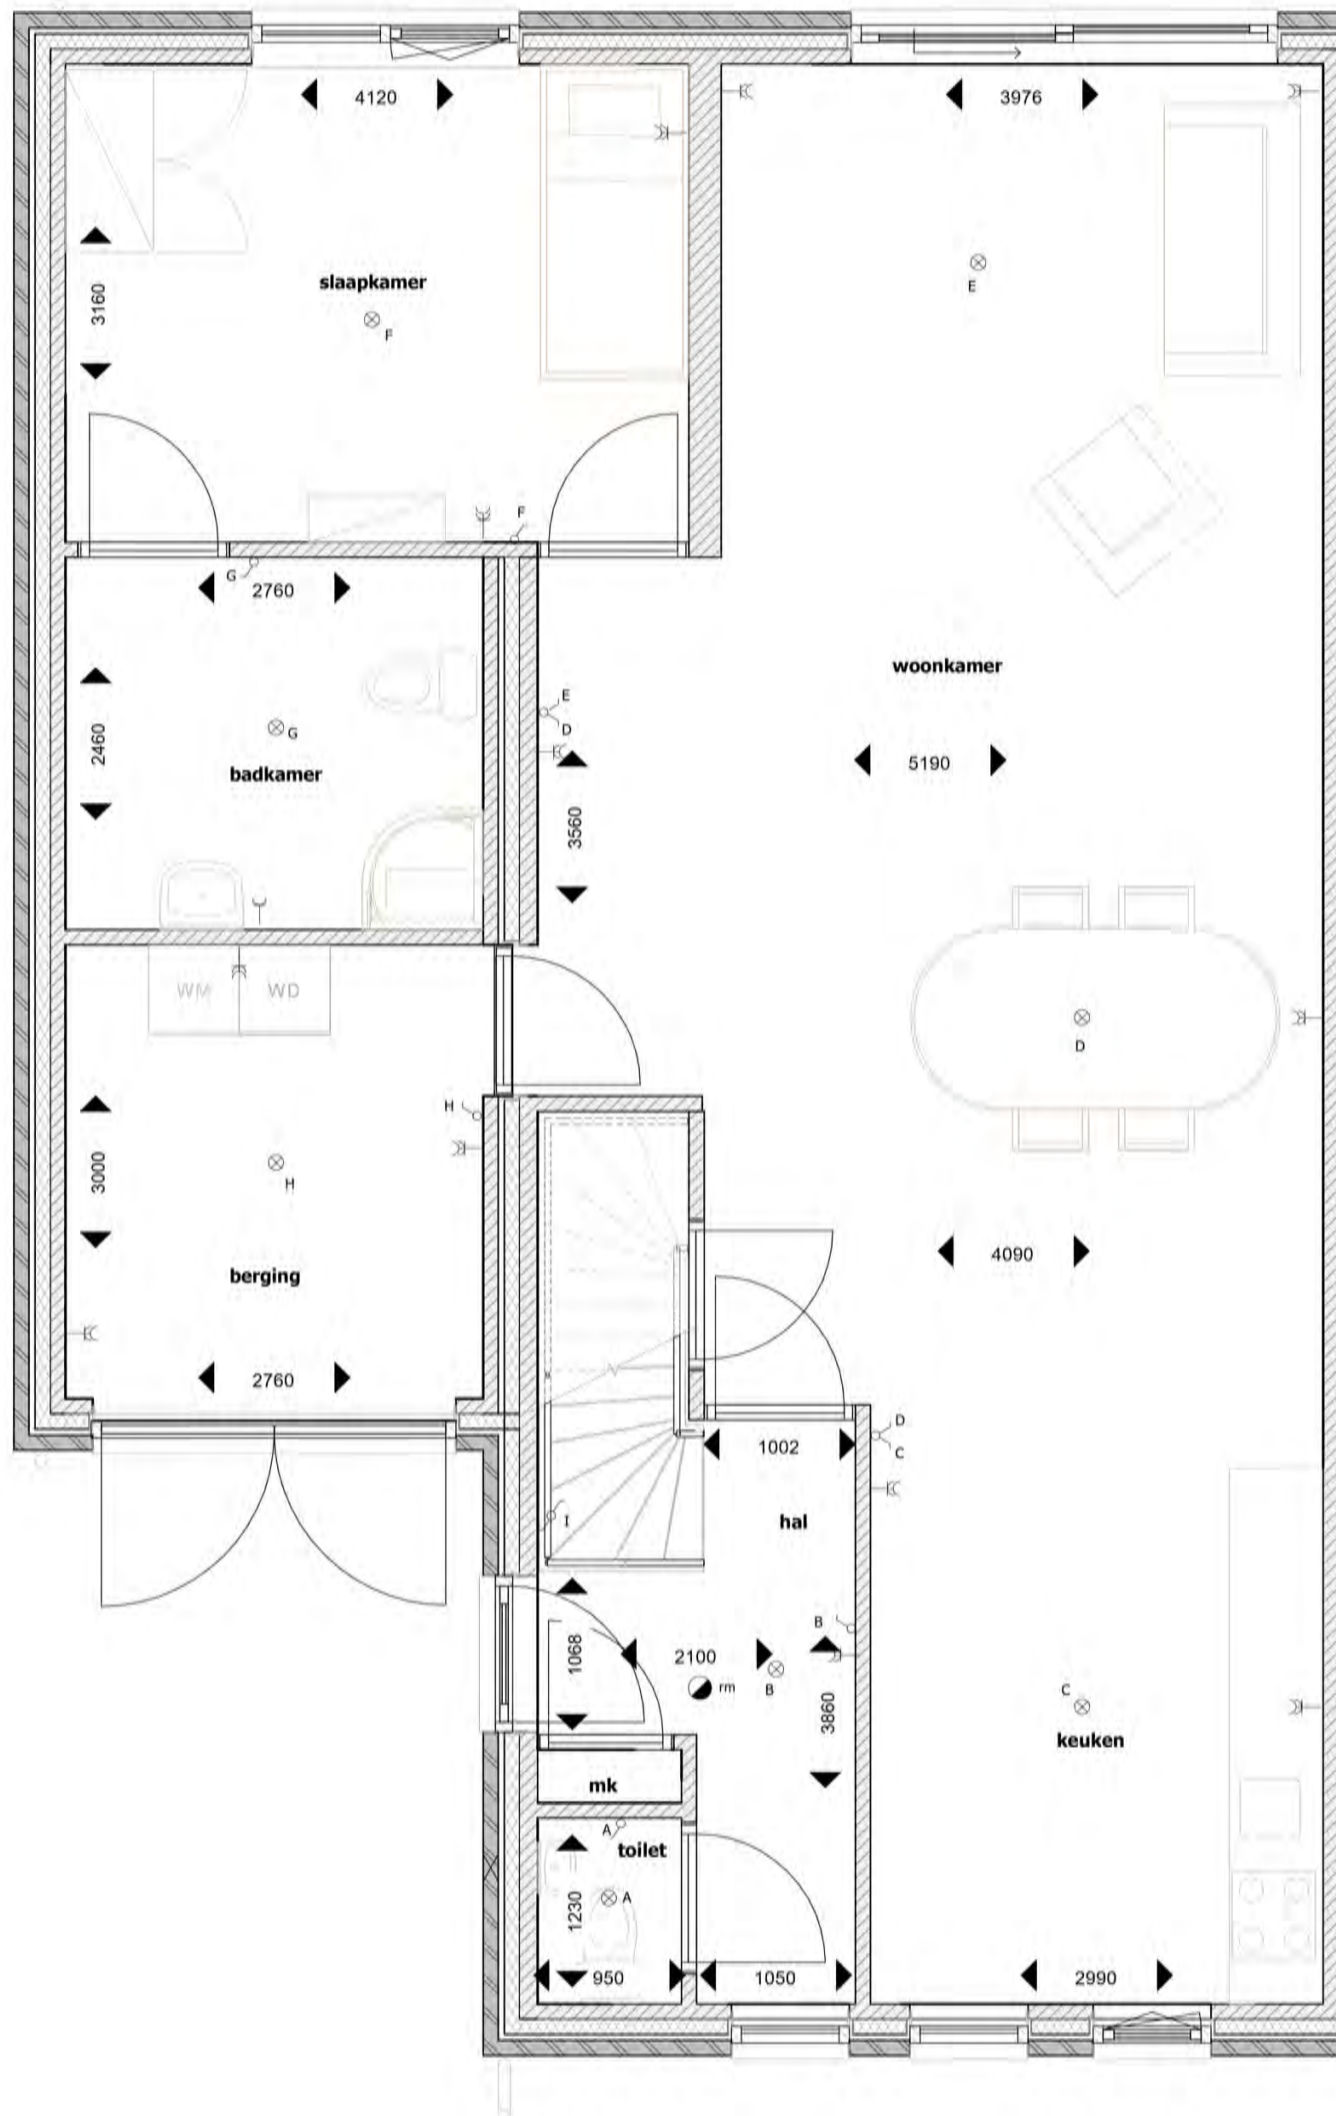 4120
3976
E
slaapkamer
F
3160
F
G
2760
woonkamer
E
D
G
badkamer
2460
5190
3560
WM
WD
D
H
3000
H
4090
berging
2760
1002
D
C
hal
I
B
1068
2100
rm
B
3860
C
keuken
mk
A
toilet
A
1230
950
1050
2990